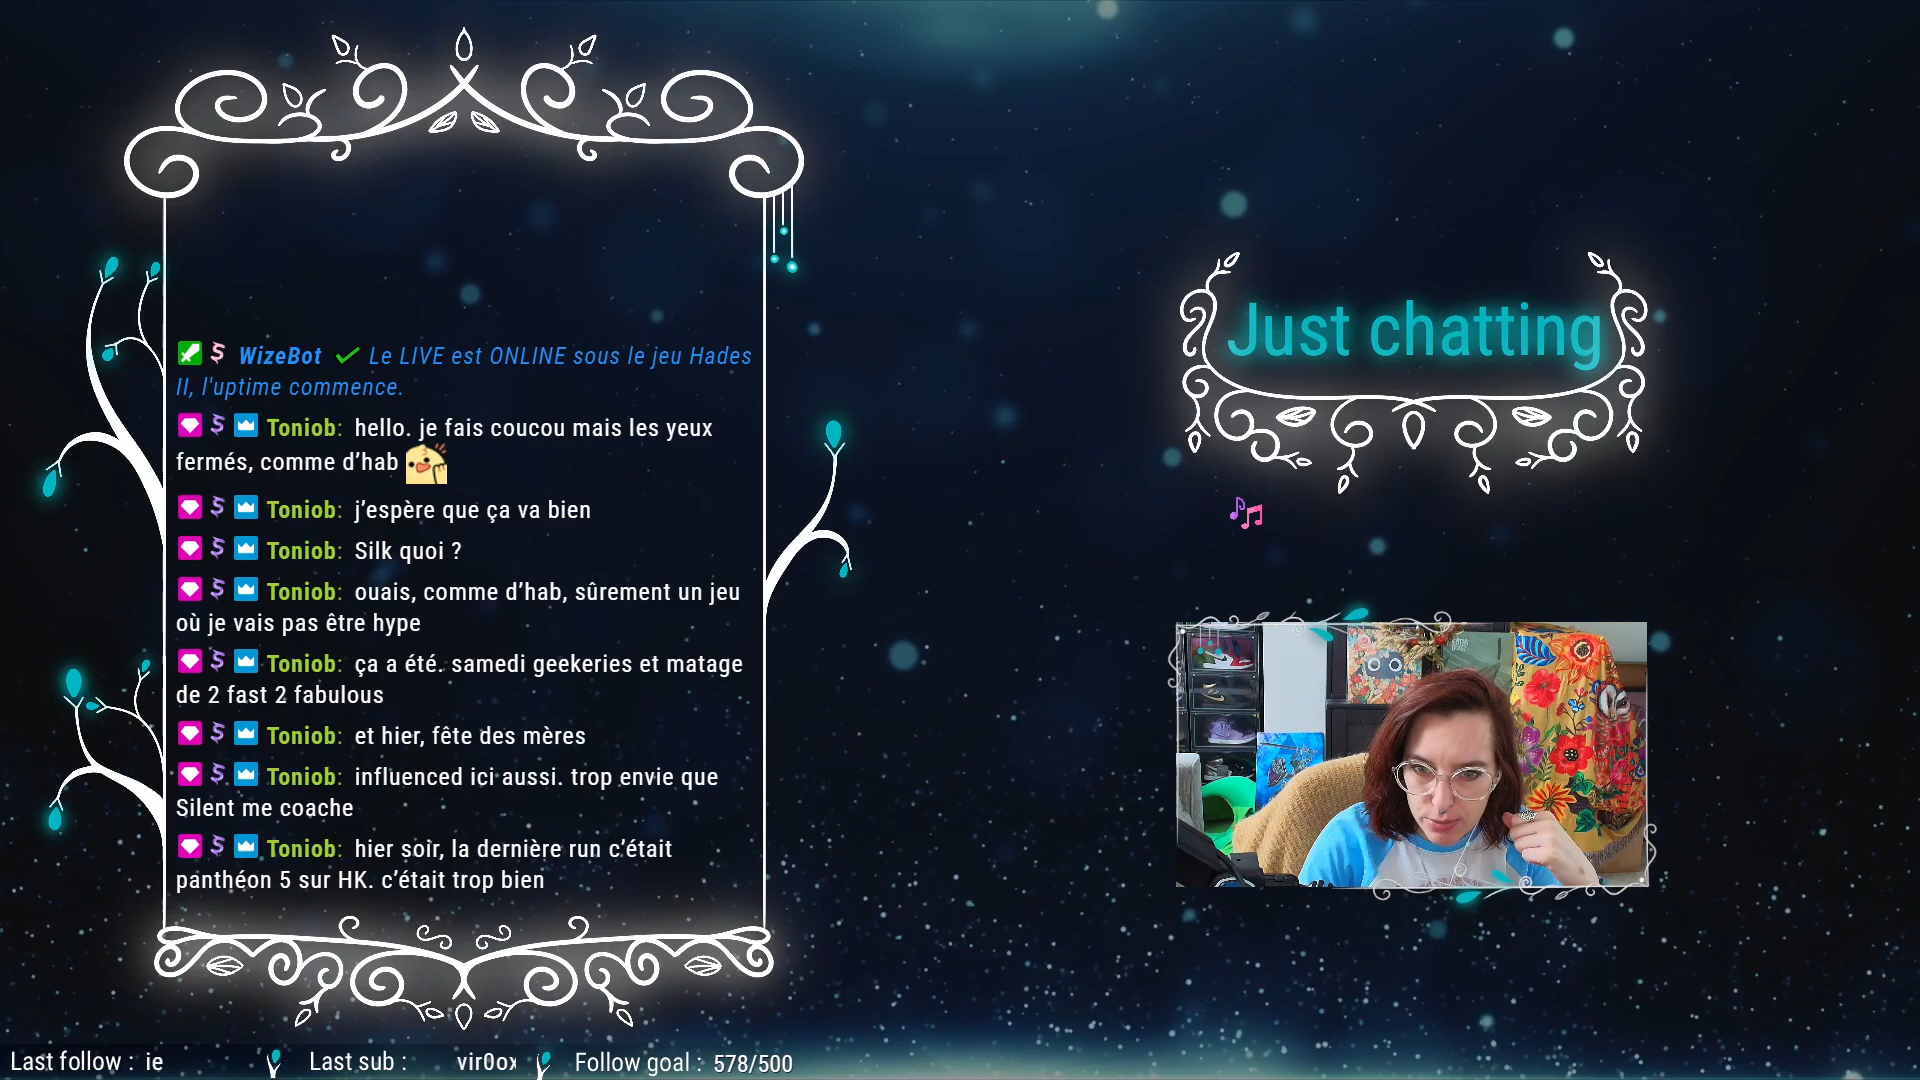 WizeBot Le LIVE est ONLINE sous le jeu Hades
II, l'uptime commence.
Toniob: hello. je fais coucou mais les yeux
fermés, comme d’hab
Toniob: j’espère que ça va bien
Toniob: Silk quoi ?
Toniob: ouais, comme d’hab, sûrement un jeu
où je vais pas être hype
Toniob: ça a été. samedi geekeries et matage
de 2 fast 2 fabulous
Toniob: et hier, fête des mères
Toniob: influenced ici aussi. trop envie que
Silent me coache
Toniob: hier soir, la dernière run c’était
panthéon 5 sur HK. c’était trop bien
Just chatting
Last follow : ie
Last sub : vir0ox
Follow goal : 578/500